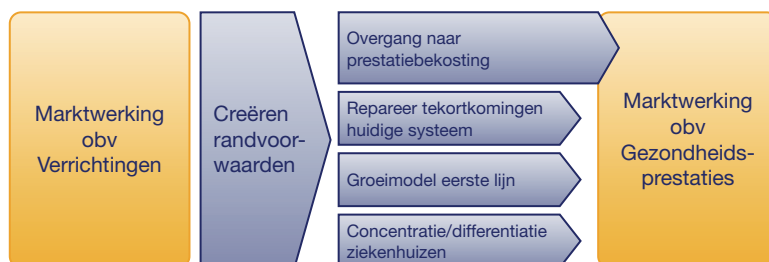 Marktwerking
obv
Verrichtingen
Creëren
randvoor-
waarden
Overgang naar
prestatiebekosting
Repareer tekortkomingen
huidige systeem
Groeimodel eerste lijn
Concentratie/differentiatie
ziekenhuizen
Marktwerking
obv
Gezondheids-
prestaties